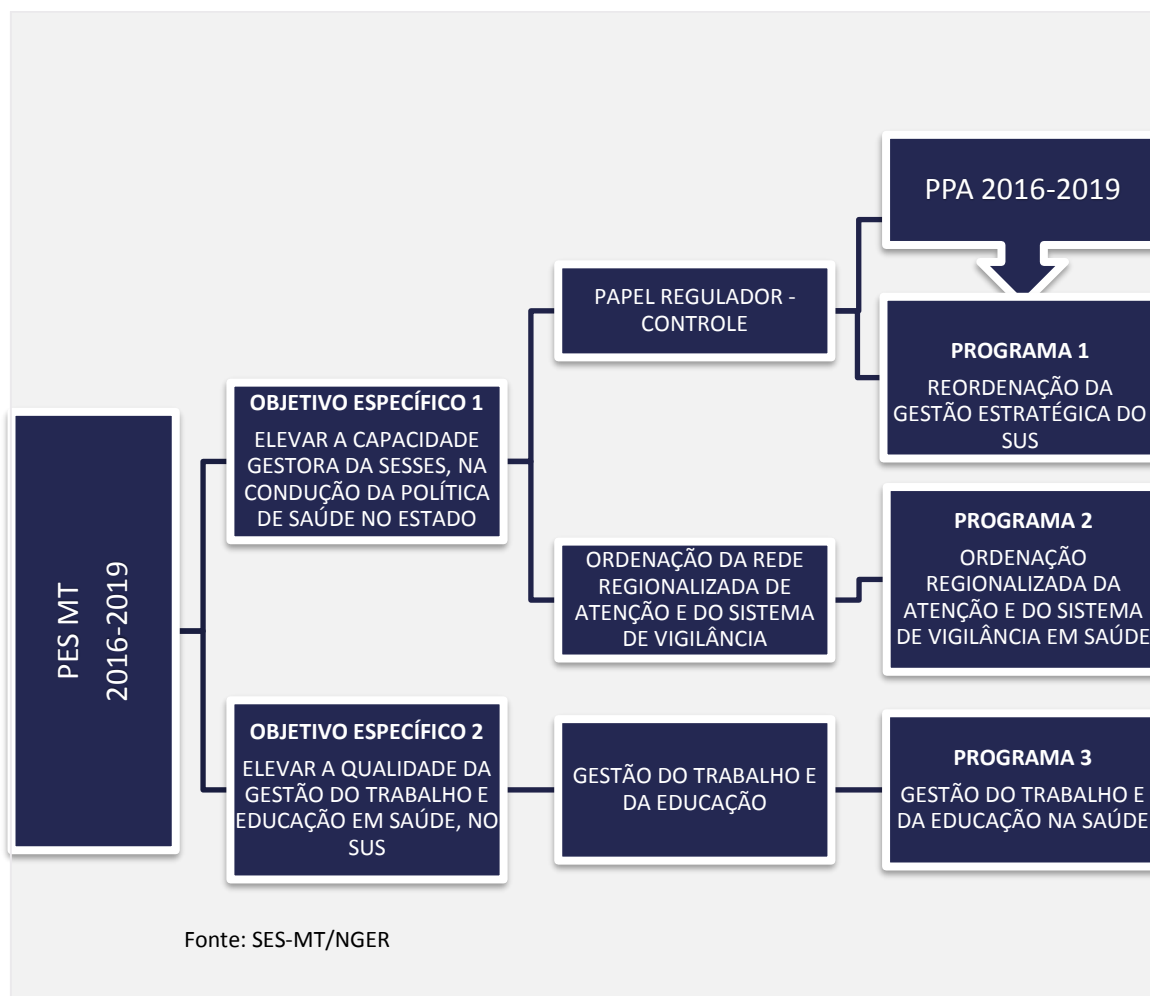 PES MT
2016-2019
OBJETIVO ESPECÍFICO 1
ELEVAR A CAPACIDADE
GESTORA DA SESSES, NA
CONDUÇÃO DA POLÍTICA
DE SAÚDE NO ESTADO
OBJETIVO ESPECÍFICO 2
ELEVAR A QUALIDADE DA
GESTÃO DO TRABALHO E
EDUCAÇÃO EM SAÚDE, NO
SUS
PAPEL REGULADOR -
CONTROLE
ORDENAÇÃO DA REDE
REGIONALIZADA DE
ATENÇÃO E DO SISTEMA
DE VIGILÂNCIA
GESTÃO DO TRABALHO E
DA EDUCAÇÃO
PPA 2016-2019
PROGRAMA 1
REORDENAÇÃO DA
GESTÃO ESTRATÉGICA DO
SUS
PROGRAMA 2
ORDENAÇÃO
REGIONALIZADA DA
ATENÇÃO E DO SISTEMA
DE VIGILÂNCIA EM SAÚDE
PROGRAMA 3
GESTÃO DO TRABALHO E
DA EDUCAÇÃO NA SAÚDE
Fonte: SES-MT/NGER